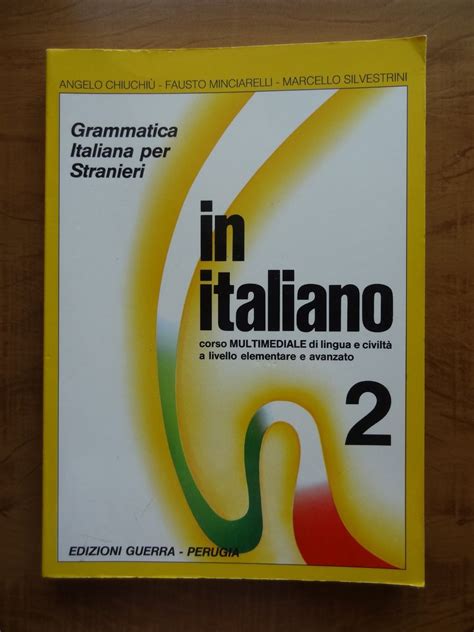 ANGELO CHIUCHIÙ - FAUSTO MINCIARELLI - MARCELLO SILVESTRINI
Grammatica
Italiana per
Stranieri
in
italiano
corso MULTIMEDIALE di lingua e civiltà
a livello elementare e avanzato
2
EDIZIONI GUERRA - PERUGIA